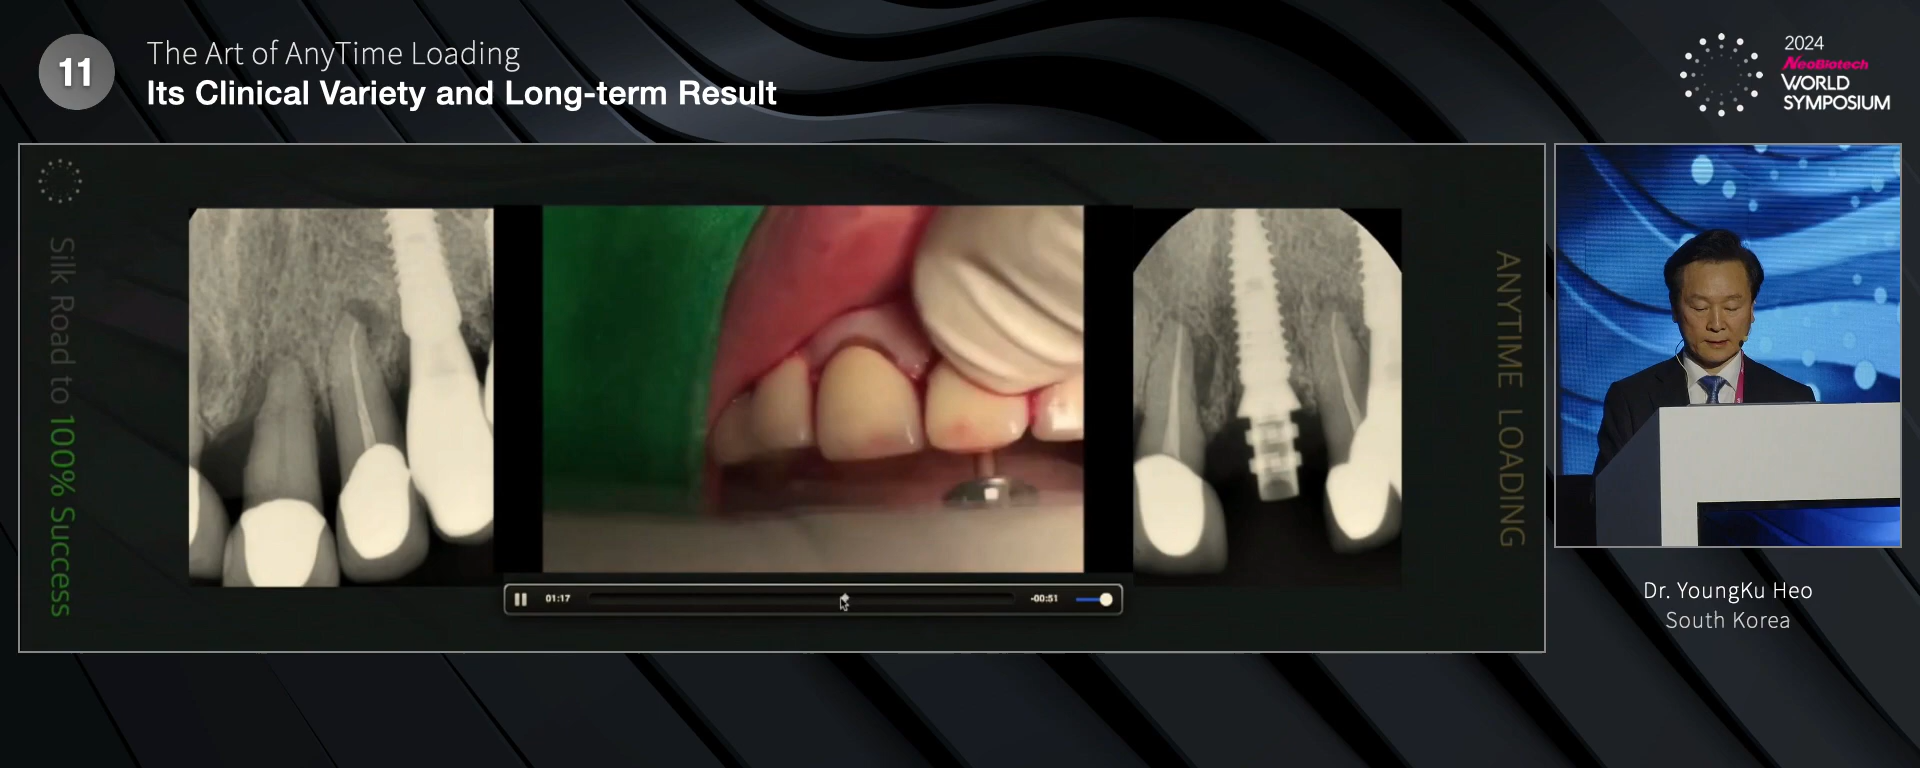 11
The Art of AnyTime Loading
Its Clinical Variety and Long-term Result
2024
NeoBiotech
WORLD
SYMPOSIUM
Silk Road to 100% Success
ANYTIME LOADING
01:17
-00:51
Dr. YoungKu Heo
South Korea